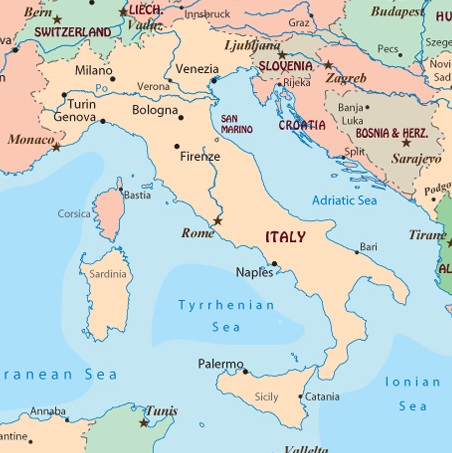 Bern
LIECH.
Vaduz
SWITZERLAND
Innsbruck
Graz
Budapest
HU
Ljubljana
Pecs
Szege
SLOVENIA
Milano
Venezia
Zagreb
Novi
Sad
Po
Verona
Rijeka
Turin
Genova
Bologna
SAN
MARINO
CROATIA
Banja
Luka
BOSNIA & HERZ.
Monaco
Firenze
Split
Sarajevo
Bastia
Podgo
Corsica
Adriatic Sea
Rome
ITALY
Tirane
Bari
Sardinia
Naples
AL
Tyrrhenian
Sea
Palermo
ranean Sea
Ionian
Sea
Sicily
Catania
Annaba
Tunis
antine
Valletta